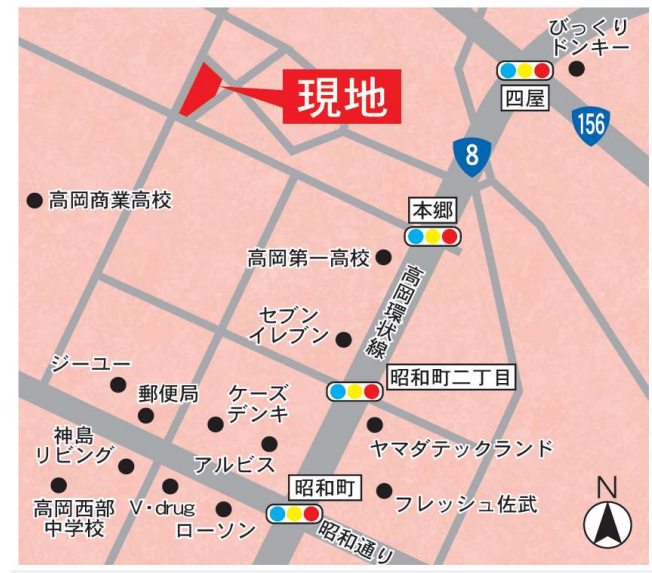 びっくり
ドンキー
四屋
156
現地
8
高岡商業高校
本郷
高岡第一高校
高岡環状線
セブン
イレブン
ジーユー
郵便局
ケーズ
デンキ
昭和町二丁目
神島
リビング
アルビス
ヤマダテックランド
高岡西部
中学校
V・drug
ローソン
昭和町
フレッシュ佐武
昭和通り
N